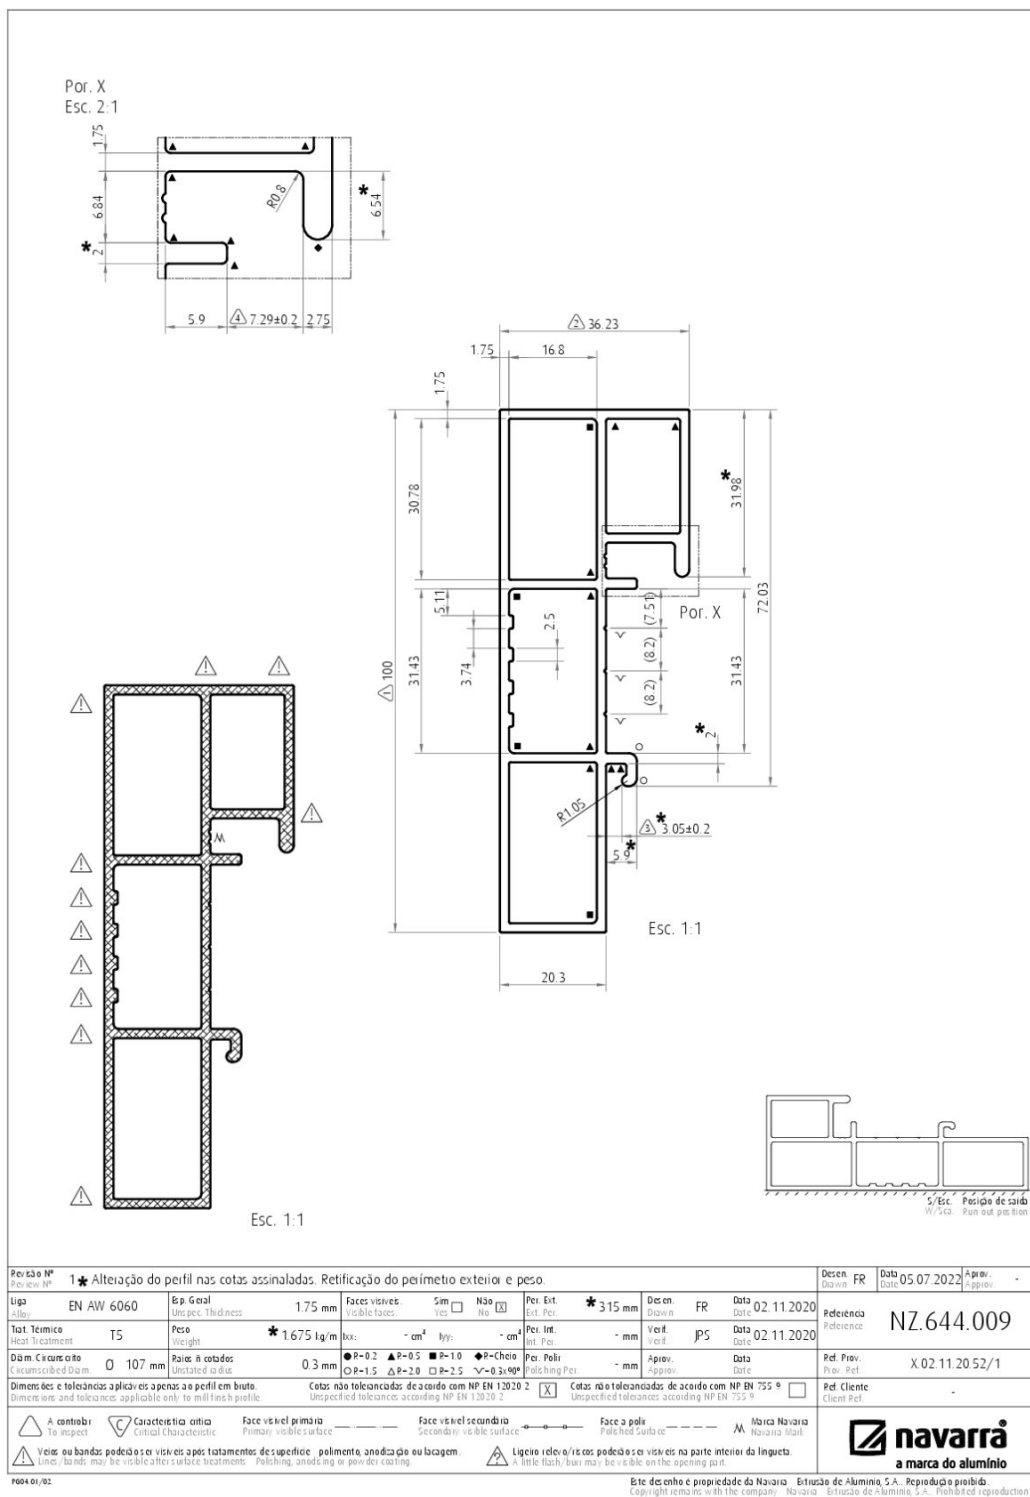 Por. X
Esc. 2:1
1.75
6.84
* 2
R0.8
* 6.54
5.9
4 7.29±0.2
2.75
2 36.23
1.75
16.8
1.75
30.78
* 31.98
72.03
1 100
5.11
31.43
3.74
2.5
(7.51)
(8.2)
(8.2)
Por. X
31.43
* 2
R1.05
3 * 3.05±0.2
5.9 *
Esc. 1:1
20.3
Esc. 1:1
S/Esc. Posição de saída
W/Sca. Run out position
Revisão Nº
Review Nº
1 * Alteração do perfil nas cotas assinaladas. Retificação do perímetro exterior e peso.
Desen. FR
Drawn
Data 05.07.2022
Date
Aprov. -
Approv.
Liga EN AW 6060
Alloy
Esp. Geral 1.75 mm
Unspec. Thickness
Faces visíveis. Sim Não X
Visible faces. Yes No
Per. Ext. * 315 mm
Ext. Per.
Desen. FR
Drawn
Data 02.11.2020
Date
Referência
Reference
NZ.644.009
Trat. Térmico T5
Heat Treatment
Peso * 1.675 kg/m
Weight
Ixx: - cm⁴ Iyy: - cm⁴
Per. Int. - mm
Int. Per.
Verif. JPS
Verif.
Data 02.11.2020
Date
Diâm. Circunscrito Ø 107 mm
Circumscribed Diam.
Raios ñ cotados 0.3 mm
Unstated radius
●R-0.2 ▲R-0.5 ■R-1.0 ◆R-Cheio
○R-1.5 △R-2.0 □R-2.5 -0.3x90º
Per. Polir - mm
Polishing Per.
Aprov.
Approv.
Data
Date
Ref. Prov. X.02.11.20 52/1
Prov. Ref.
Dimensões e tolerâncias aplicáveis apenas ao perfil em bruto.
Dimensions and tolerances applicable only to mill finish profile.
Cotas não toleranciadas de acordo com NP EN 12020 2 X
Unspecified tolerances according NP EN 12020 2
Cotas não toleranciadas de acordo com NP EN 755 9
Unspecified tolerances according NP EN 755 9
Ref. Cliente -
Client Ref.
A controlar
To inspect
C Característica crítica
Critical Characteristic
Face visível primária
Primary visible surface
Face visível secundária
Secondary visible surface
Face a polir
Polished Surface
Marca Navarra
Navarra Mark
! Veios ou bandas poderão ser visíveis após tratamentos de superfície polimento, anodização ou lacagem.
Lines/bands may be visible after surface treatments Polishing, anodising or powder coating.
? Ligeiro relevo/riscos poderão ser visíveis na parte interior da lingueta.
A little flash/burr may be visible on the opening part.
navarra®
a marca do alumínio
PG04.01/02
Este desenho é propriedade da Navarra Extrusão de Alumínio, S.A.. Reprodução proibida.
Copyright remains with the company Navarra Extrusão de Alumínio, S.A.. Prohibited reproduction